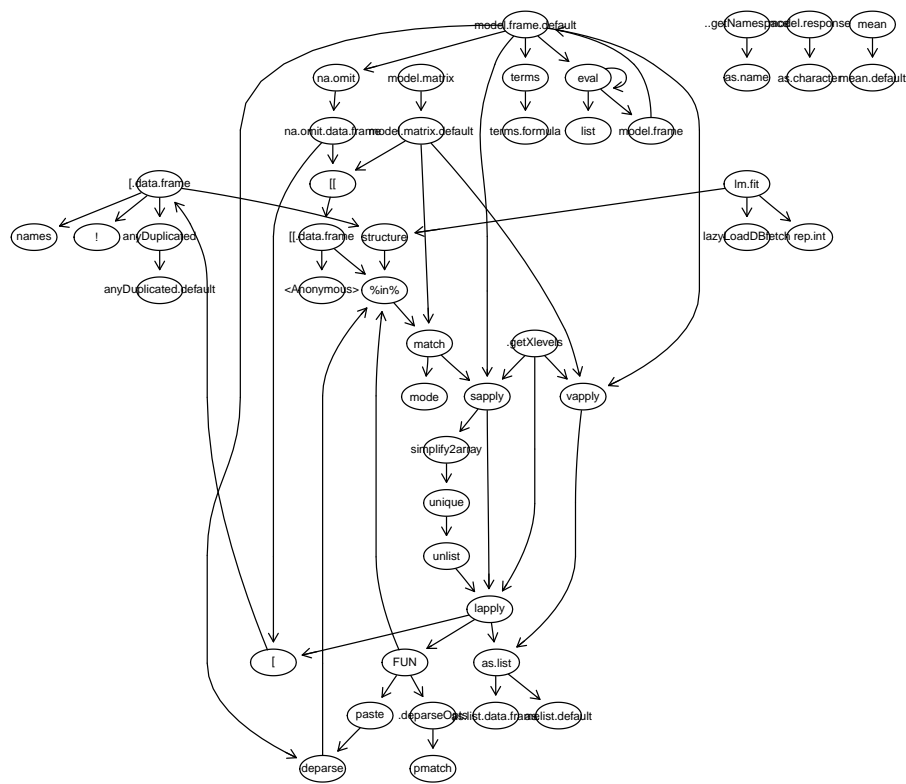 model.frame.default
..getNamespace
model.response
mean
na.omit
model.matrix
terms
eval
as.name
as.character
mean.default
na.omit.data.frame
model.matrix.default
terms.formula
list
model.frame
[.data.frame
[[
lm.fit
names
!
anyDuplicated
[[.data.frame
structure
lazyLoadDBfetch
rep.int
anyDuplicated.default
<Anonymous>
%in%
match
.getXlevels
mode
sapply
vapply
simplify2array
unique
unlist
lapply
[
FUN
as.list
paste
.deparseOpts
as.list.data.frame
as.list.default
deparse
pmatch